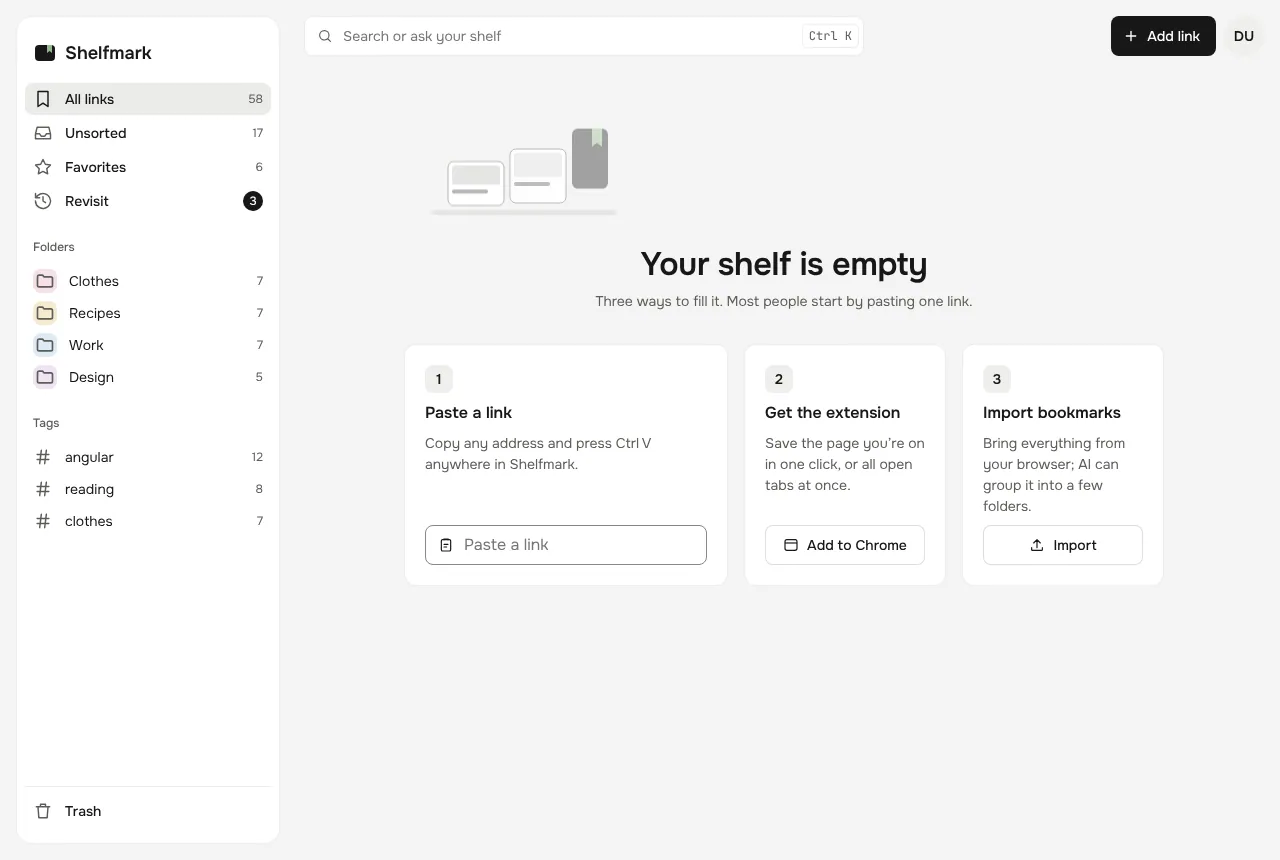 Shelfmark
Search or ask your shelf
Ctrl K
Add link
DU
All links 58
Unsorted 17
Favorites 6
Revisit 3
Folders
Clothes 7
Recipes 7
Work 7
Design 5
Tags
# angular 12
# reading 8
# clothes 7
Trash
Your shelf is empty
Three ways to fill it. Most people start by pasting one link.
1
Paste a link
Copy any address and press Ctrl V
anywhere in Shelfmark.
Paste a link
2
Get the extension
Save the page you’re on
in one click, or all open
tabs at once.
Add to Chrome
3
Import bookmarks
Bring everything from
your browser; AI can
group it into a few
folders.
Import